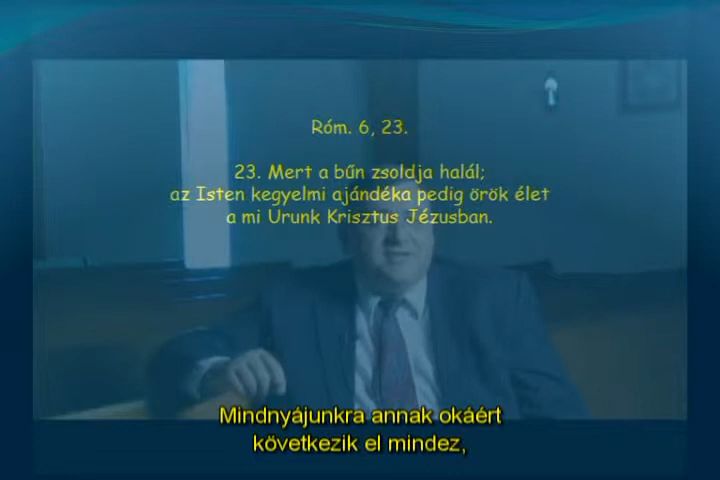 Róm. 6, 23.
23. Mert a bűn zsoldja halál;
az Isten kegyelmi ajándéka pedig örök élet
a mi Urunk Krisztus Jézusban.
Mindnyájunkra annak okáért
következik el mindez,